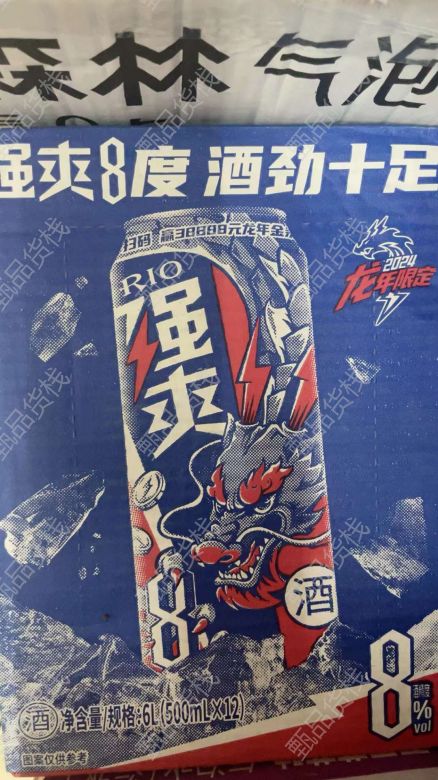 森林 气泡
强爽8度 酒劲十足
扫码 赢38888元龙年金
RIO
强爽
2024
龙年限定
8
酒
8
%
vol
酒 净含量/规格:6L(500mL×12)
图案仅供参考
甄品货栈